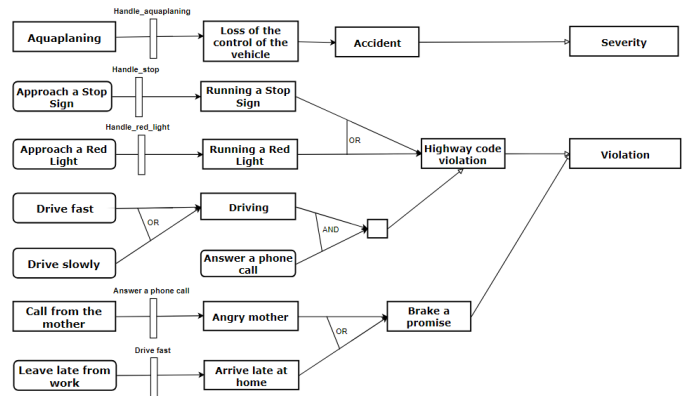 Handle_aquaplaning
Aquaplaning
Loss of the
control of the
vehicle
Accident
Severity
Handle_stop
Approach a Stop
Sign
Running a Stop
Sign
Handle_red_light
OR
Approach a Red
Light
Running a Red
Light
Highway code
violation
Violation
Drive fast
OR
Driving
AND
Drive slowly
Answer a phone
call
Answer a phone call
Call from the
mother
Angry mother
OR
Brake a
promise
Drive fast
Leave late from
work
Arrive late at
home